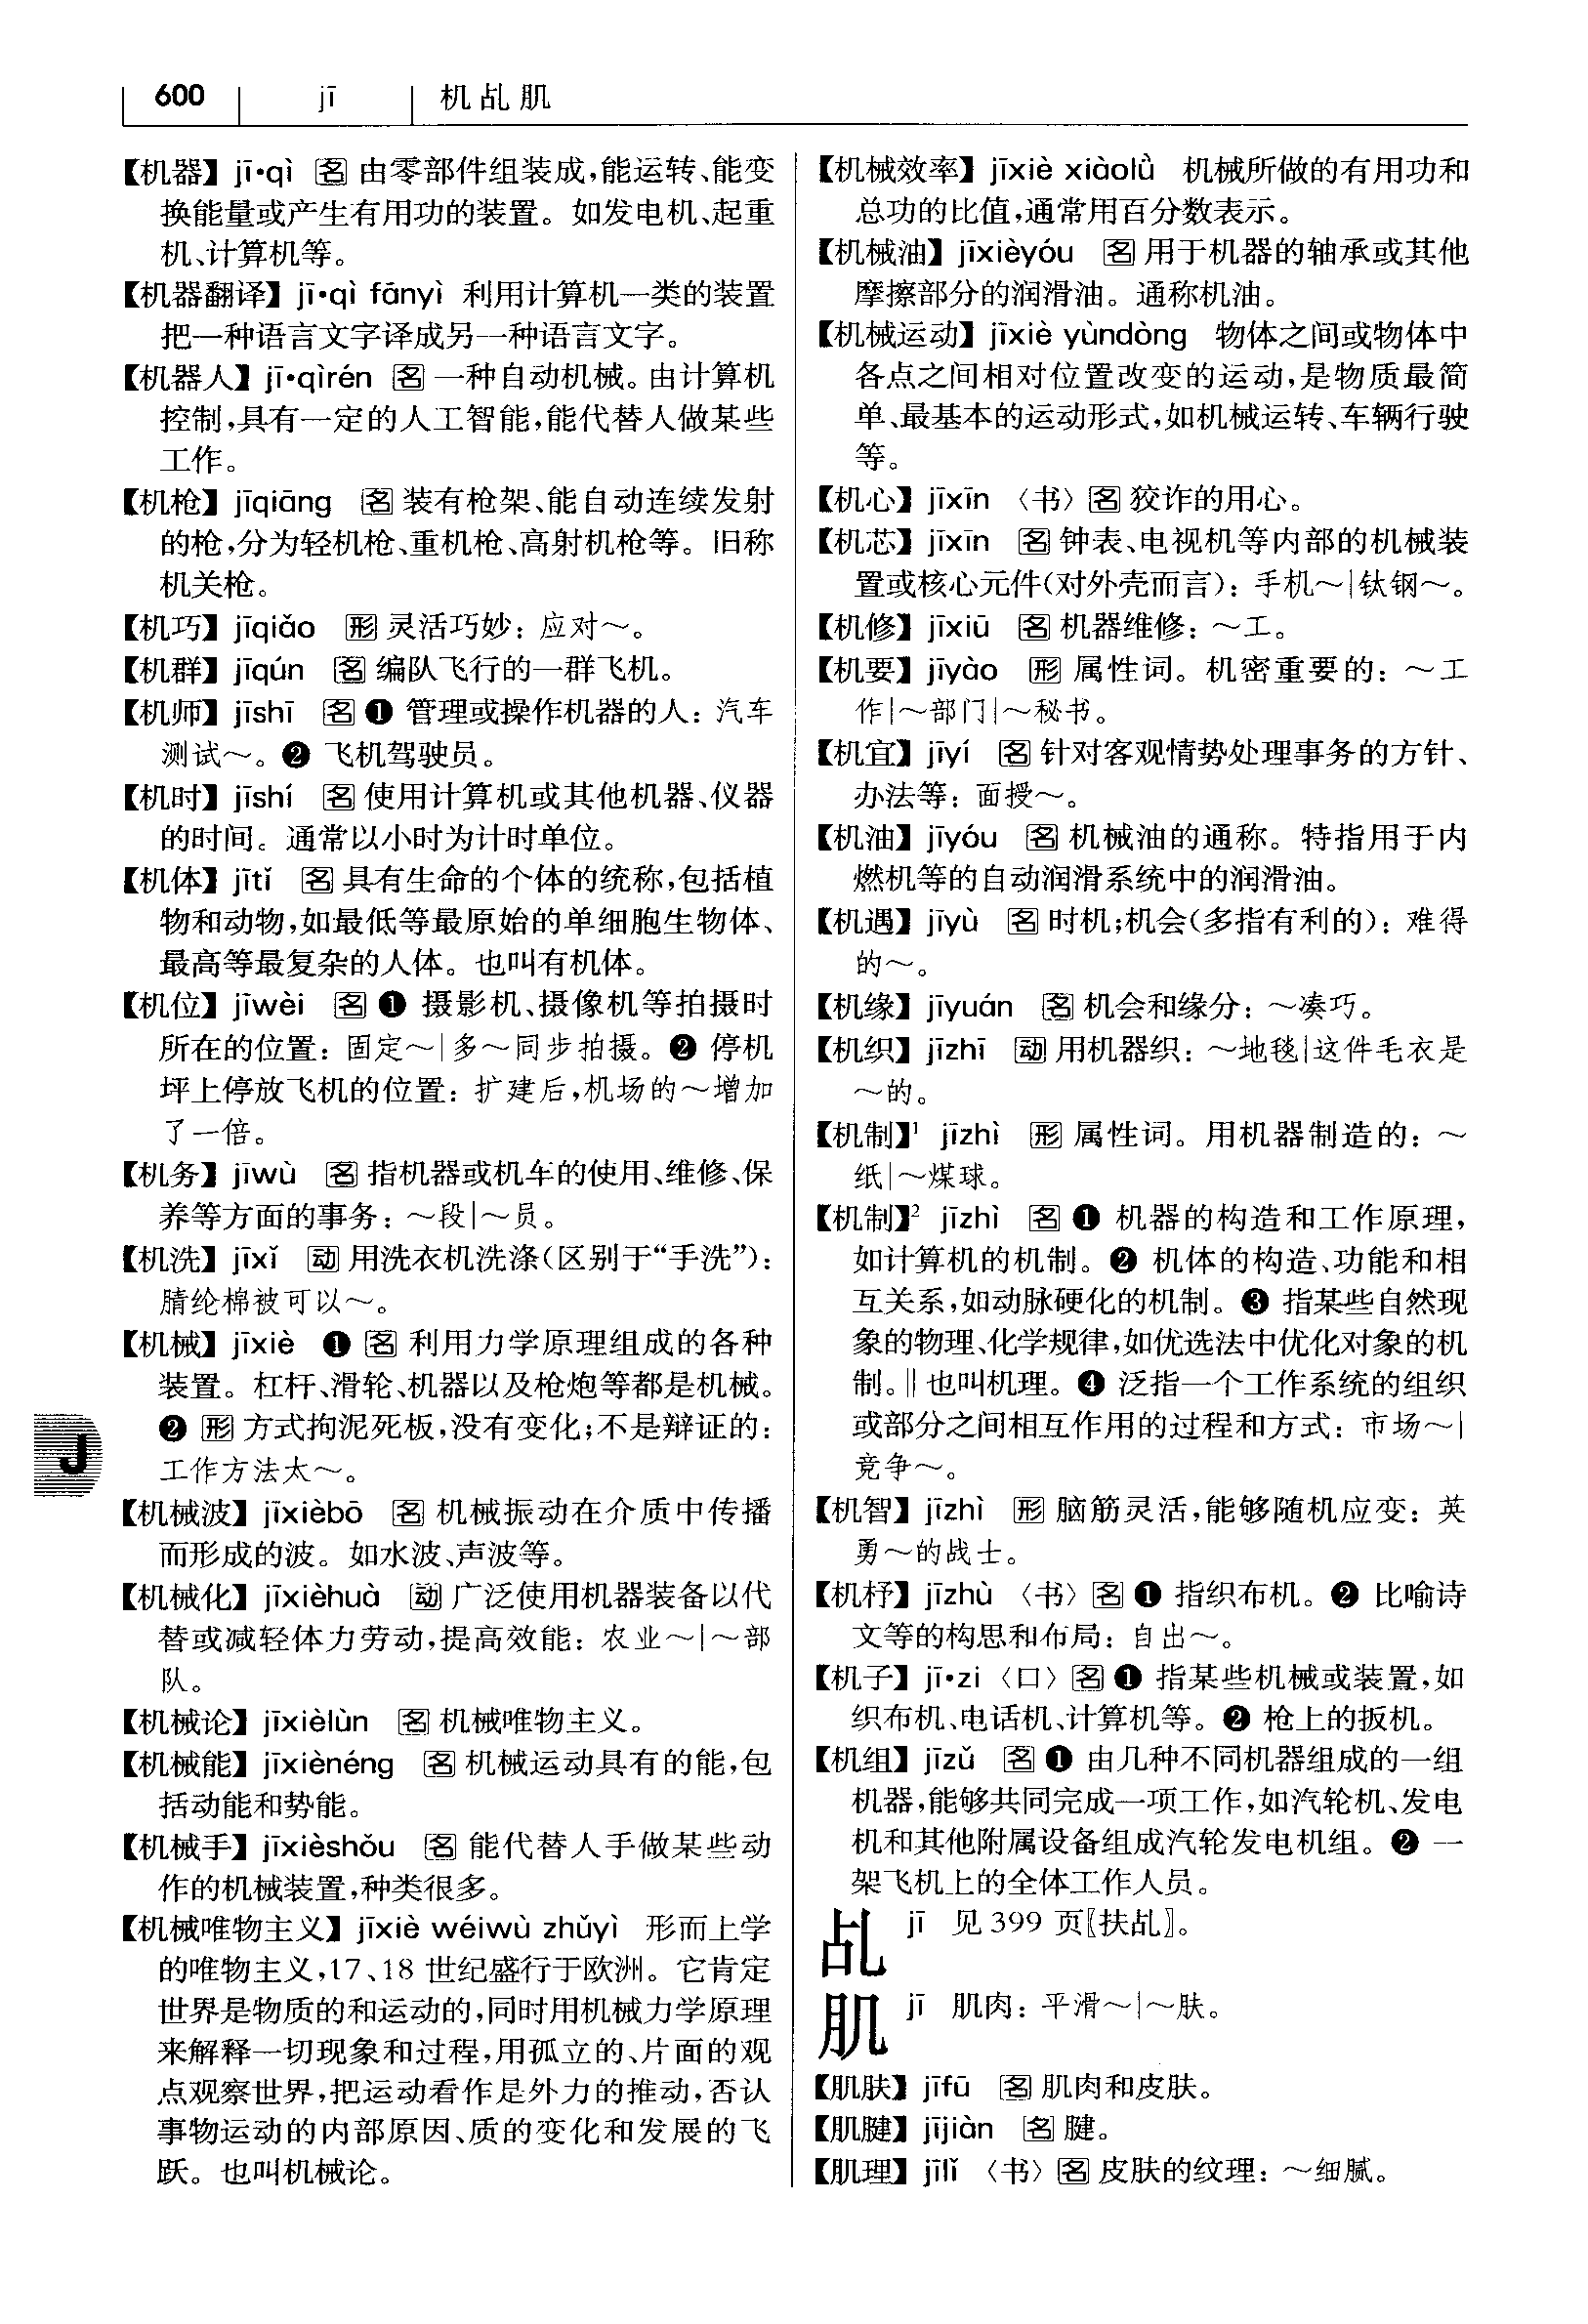 600 jī 机乩肌
【机器】jī•qì 名 由零部件组装成,能运转、能变
换能量或产生有用功的装置。如发电机、起重
机、计算机等。
【机器翻译】jī•qì fānyì 利用计算机一类的装置
把一种语言文字译成另一种语言文字。
【机器人】jī•qìrén 名 一种自动机械。由计算机
控制,具有一定的人工智能,能代替人做某些
工作。
【机枪】jīqiāng 名 装有枪架、能自动连续发射
的枪,分为轻机枪、重机枪、高射机枪等。旧称
机关枪。
【机巧】jīqiǎo 形 灵活巧妙:应对~。
【机群】jīqún 名 编队飞行的一群飞机。
【机师】jīshī 名 ❶ 管理或操作机器的人:汽车
测试~。❷ 飞机驾驶员。
【机时】jīshí 名 使用计算机或其他机器、仪器
的时间。通常以小时为计时单位。
【机体】jītǐ 名 具有生命的个体的统称,包括植
物和动物,如最低等最原始的单细胞生物体、
最高等最复杂的人体。也叫有机体。
【机位】jīwèi 名 ❶ 摄影机、摄像机等拍摄时
所在的位置:固定~|多~同步拍摄。❷ 停机
坪上停放飞机的位置:扩建后,机场的~增加
了一倍。
【机务】jīwù 名 指机器或机车的使用、维修、保
养等方面的事务:~段|~员。
【机洗】jīxǐ 动 用洗衣机洗涤(区别于“手洗”):
腈纶棉被可以~。
【机械】jīxiè ❶ 名 利用力学原理组成的各种
装置。杠杆、滑轮、机器以及枪炮等都是机械。
❷ 形 方式拘泥死板,没有变化;不是辩证的:
工作方法太~。
J
【机械波】jīxièbō 名 机械振动在介质中传播
而形成的波。如水波、声波等。
【机械化】jīxièhuà 动 广泛使用机器装备以代
替或减轻体力劳动,提高效能:农业~|~部
队。
【机械论】jīxièlùn 名 机械唯物主义。
【机械能】jīxiènéng 名 机械运动具有的能,包
括动能和势能。
【机械手】jīxièshǒu 名 能代替人手做某些动
作的机械装置,种类很多。
【机械唯物主义】jīxiè wéiwù zhǔyì 形而上学
的唯物主义,17、18 世纪盛行于欧洲。它肯定
世界是物质的和运动的,同时用机械力学原理
来解释一切现象和过程,用孤立的、片面的观
点观察世界,把运动看作是外力的推动,否认
事物运动的内部原因、质的变化和发展的飞
跃。也叫机械论。
【机械效率】jīxiè xiàolǜ 机械所做的有用功和
总功的比值,通常用百分数表示。
【机械油】jīxièyóu 名 用于机器的轴承或其他
摩擦部分的润滑油。通称机油。
【机械运动】jīxiè yùndòng 物体之间或物体中
各点之间相对位置改变的运动,是物质最简
单、最基本的运动形式,如机械运转、车辆行驶
等。
【机心】jīxīn 〈书〉名 狡诈的用心。
【机芯】jīxīn 名 钟表、电视机等内部的机械装
置或核心元件(对外壳而言):手机~|钛钢~。
【机修】jīxiū 名 机器维修:~工。
【机要】jīyào 形 属性词。机密重要的:~工
作|~部门|~秘书。
【机宜】jīyí 名 针对客观情势处理事务的方针、
办法等:面授~。
【机油】jīyóu 名 机械油的通称。特指用于内
燃机等的自动润滑系统中的润滑油。
【机遇】jīyù 名 时机;机会(多指有利的):难得
的~。
【机缘】jīyuán 名 机会和缘分:~凑巧。
【机织】jīzhī 动 用机器织:~地毯|这件毛衣是
~的。
【机制】¹ jīzhì 形 属性词。用机器制造的:~
纸|~煤球。
【机制】² jīzhì 名 ❶ 机器的构造和工作原理,
如计算机的机制。❷ 机体的构造、功能和相
互关系,如动脉硬化的机制。❸ 指某些自然现
象的物理、化学规律,如优选法中优化对象的机
制。‖也叫机理。❹ 泛指一个工作系统的组织
或部分之间相互作用的过程和方式:市场~|
竞争~。
【机智】jīzhì 形 脑筋灵活,能够随机应变:英
勇~的战士。
【机杼】jīzhù 〈书〉名 ❶ 指织布机。❷ 比喻诗
文等的构思和布局:自出~。
【机子】jī•zi 〈口〉名 ❶ 指某些机械或装置,如
织布机、电话机、计算机等。❷ 枪上的扳机。
【机组】jīzǔ 名 ❶ 由几种不同机器组成的一组
机器,能够共同完成一项工作,如汽轮机、发电
机和其他附属设备组成汽轮发电机组。❷ 一
架飞机上的全体工作人员。
乩 jī 见 399 页〖扶乩〗。
肌 jī 肌肉:平滑~|~肤。
【肌肤】jīfū 名 肌肉和皮肤。
【肌腱】jījiàn 名 腱。
【肌理】jīlǐ 〈书〉名 皮肤的纹理:~细腻。